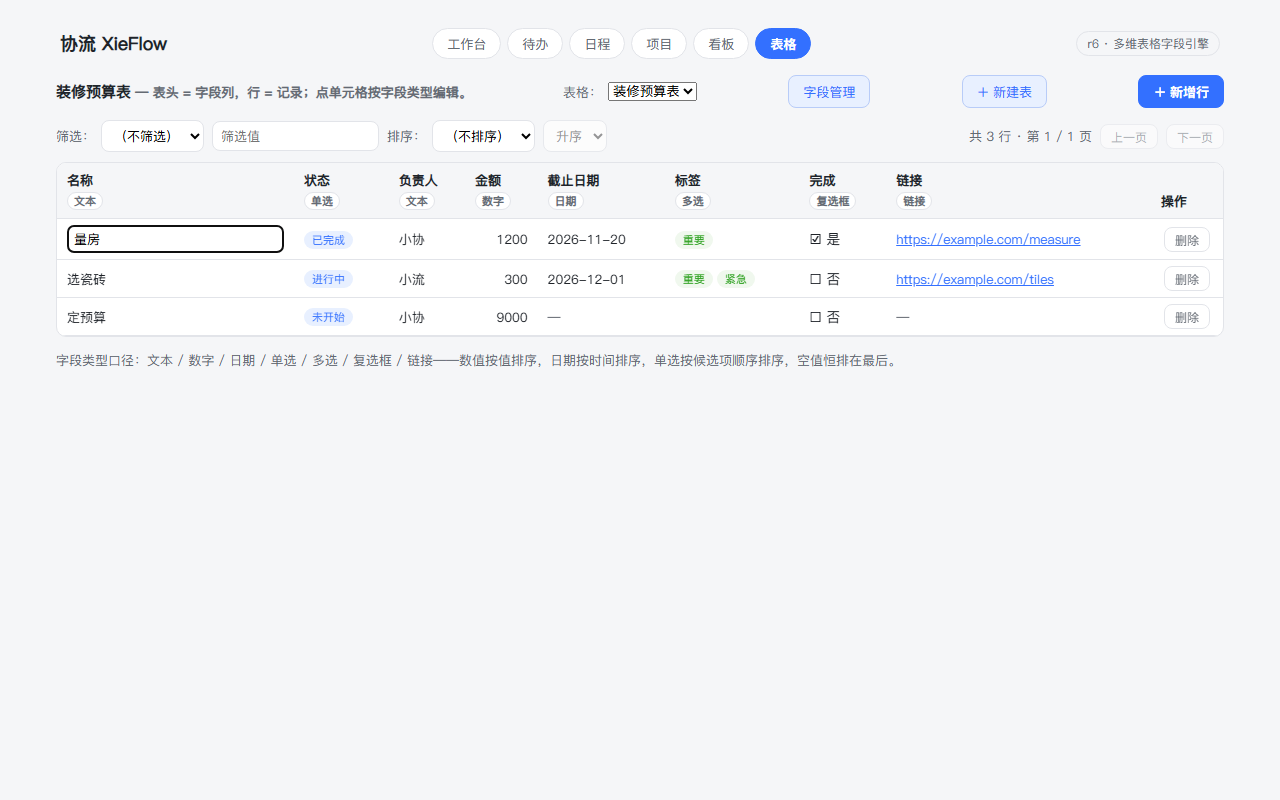 协流 XieFlow
工作台 待办 日程 项目 看板 表格
r6 · 多维表格字段引擎
装修预算表 — 表头 = 字段列，行 = 记录；点单元格按字段类型编辑。 表格： 装修预算表 字段管理 ＋ 新建表 ＋ 新增行
筛选： （不筛选） 筛选值 排序： （不排序） 升序 共 3 行 · 第 1 / 1 页 上一页 下一页
名称 状态 负责人 金额 截止日期 标签 完成 链接
文本 单选 文本 数字 日期 多选 复选框 链接 操作
量房 已完成 小协 1200 2026-11-20 重要 ☑ 是 https://example.com/measure 删除
选瓷砖 进行中 小流 300 2026-12-01 重要 紧急 ☐ 否 https://example.com/tiles 删除
定预算 未开始 小协 9000 — ☐ 否 — 删除
字段类型口径：文本 / 数字 / 日期 / 单选 / 多选 / 复选框 / 链接——数值按值排序，日期按时间排序，单选按候选项顺序排序，空值恒排在最后。